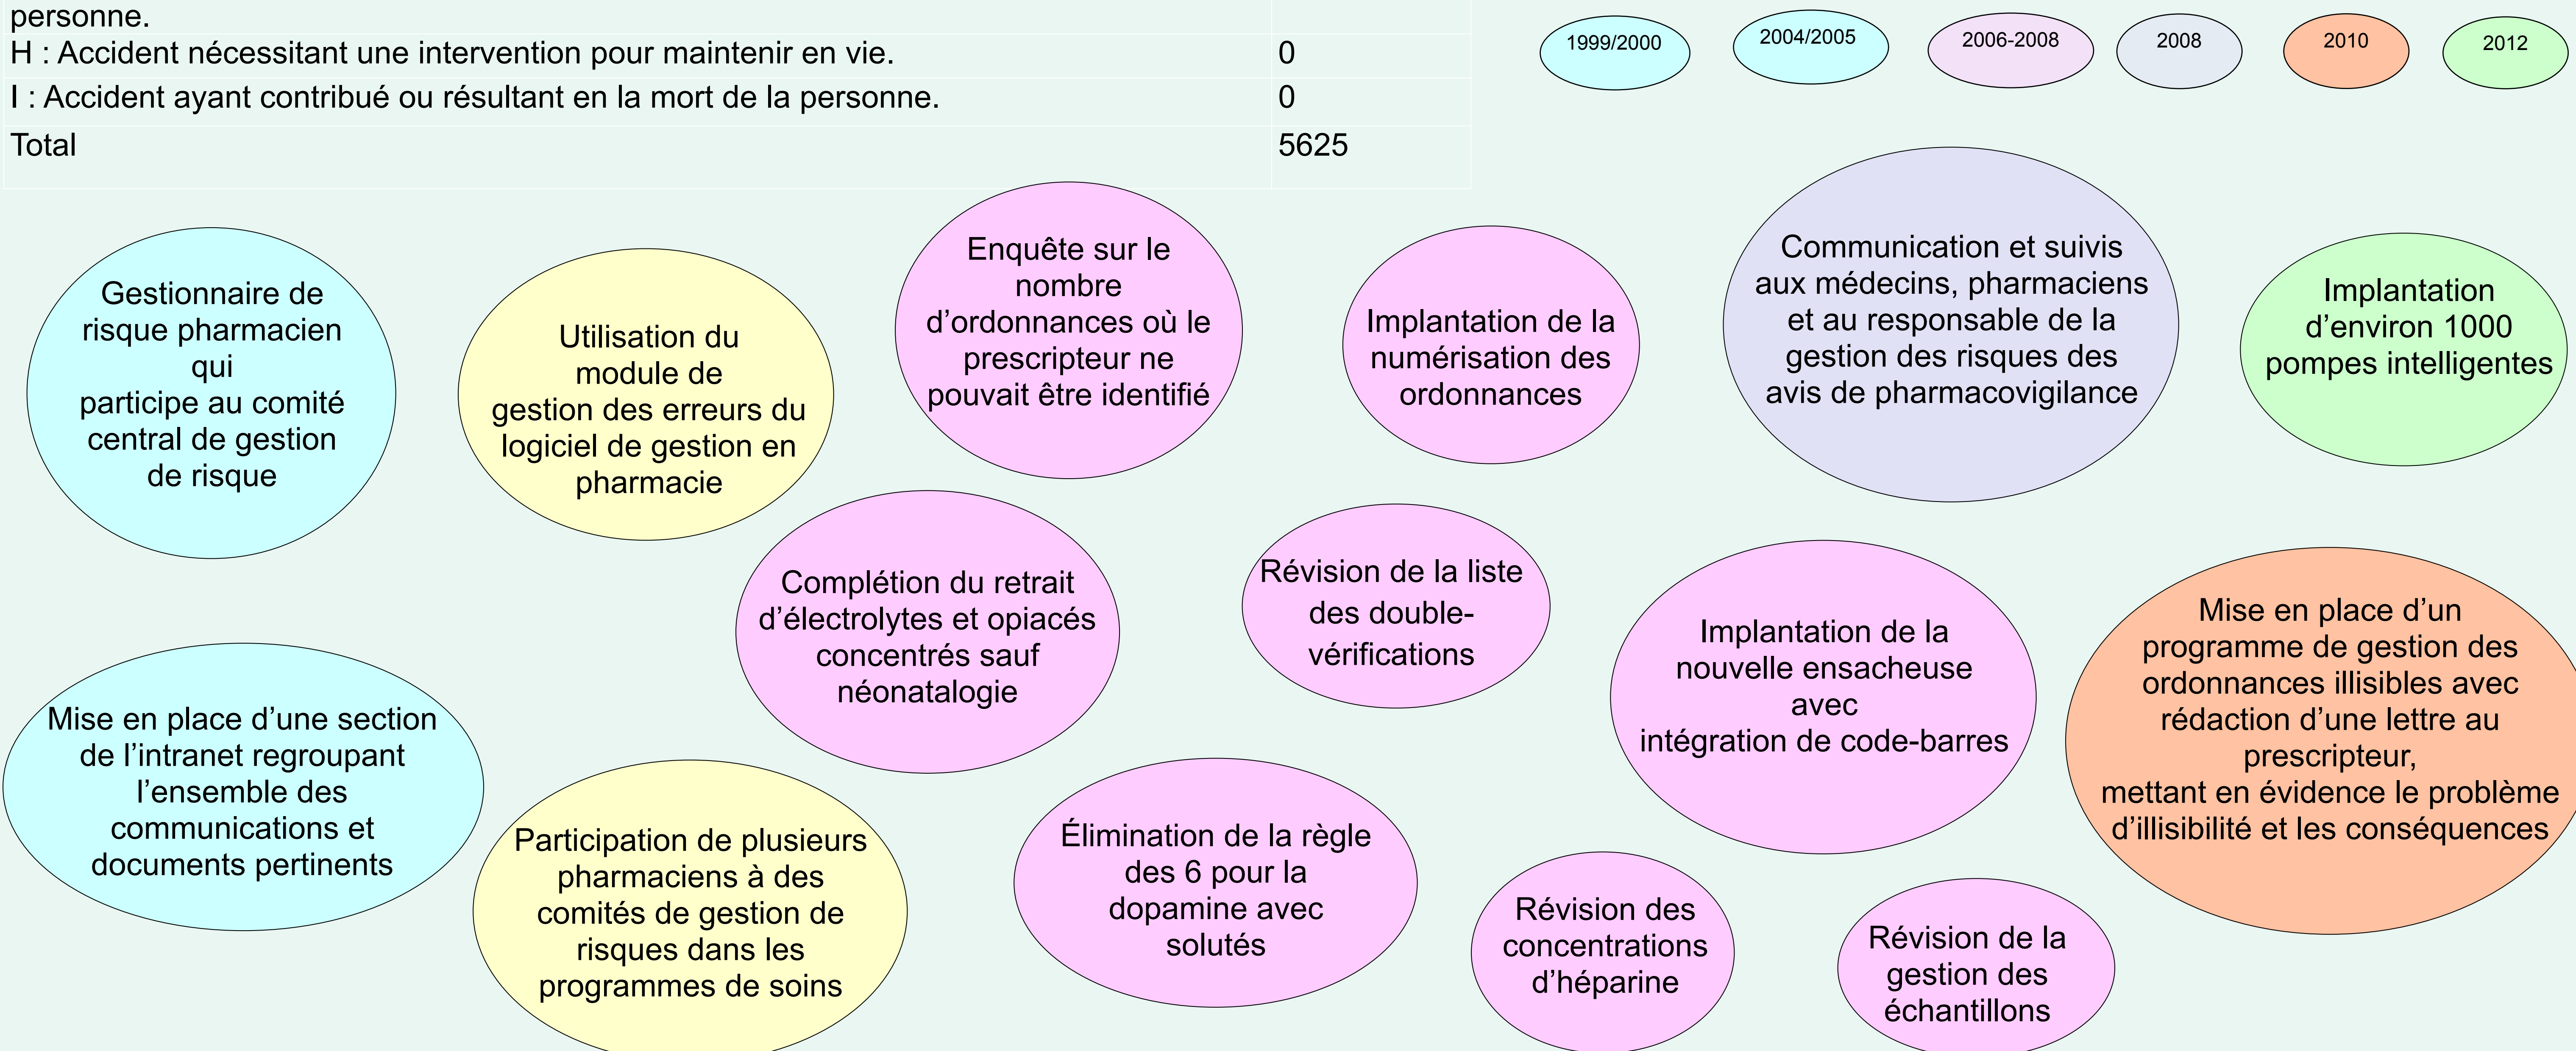 personne.
H : Accident nécessitant une intervention pour maintenir en vie. 0
I : Accident ayant contribué ou résultant en la mort de la personne. 0
Total 5625
1999/2000
2004/2005
2006-2008
2008
2010
2012
Gestionnaire de
risque pharmacien
qui
participe au comité
central de gestion
de risque
Utilisation du
module de
gestion des erreurs du
logiciel de gestion en
pharmacie
Enquête sur le
nombre
d’ordonnances où le
prescripteur ne
pouvait être identifié
Implantation de la
numérisation des
ordonnances
Communication et suivis
aux médecins, pharmaciens
et au responsable de la
gestion des risques des
avis de pharmacovigilance
Implantation
d’environ 1000
pompes intelligentes
Complétion du retrait
d’électrolytes et opiacés
concentrés sauf
néonatalogie
Révision de la liste
des double-
vérifications
Implantation de la
nouvelle ensacheuse
avec
intégration de code-barres
Mise en place d’un
programme de gestion des
ordonnances illisibles avec
rédaction d’une lettre au
prescripteur,
mettant en évidence le problème
d’illisibilité et les conséquences
Mise en place d’une section
de l’intranet regroupant
l’ensemble des
communications et
documents pertinents
Participation de plusieurs
pharmaciens à des
comités de gestion de
risques dans les
programmes de soins
Élimination de la règle
des 6 pour la
dopamine avec
solutés
Révision des
concentrations
d’héparine
Révision de la
gestion des
échantillons